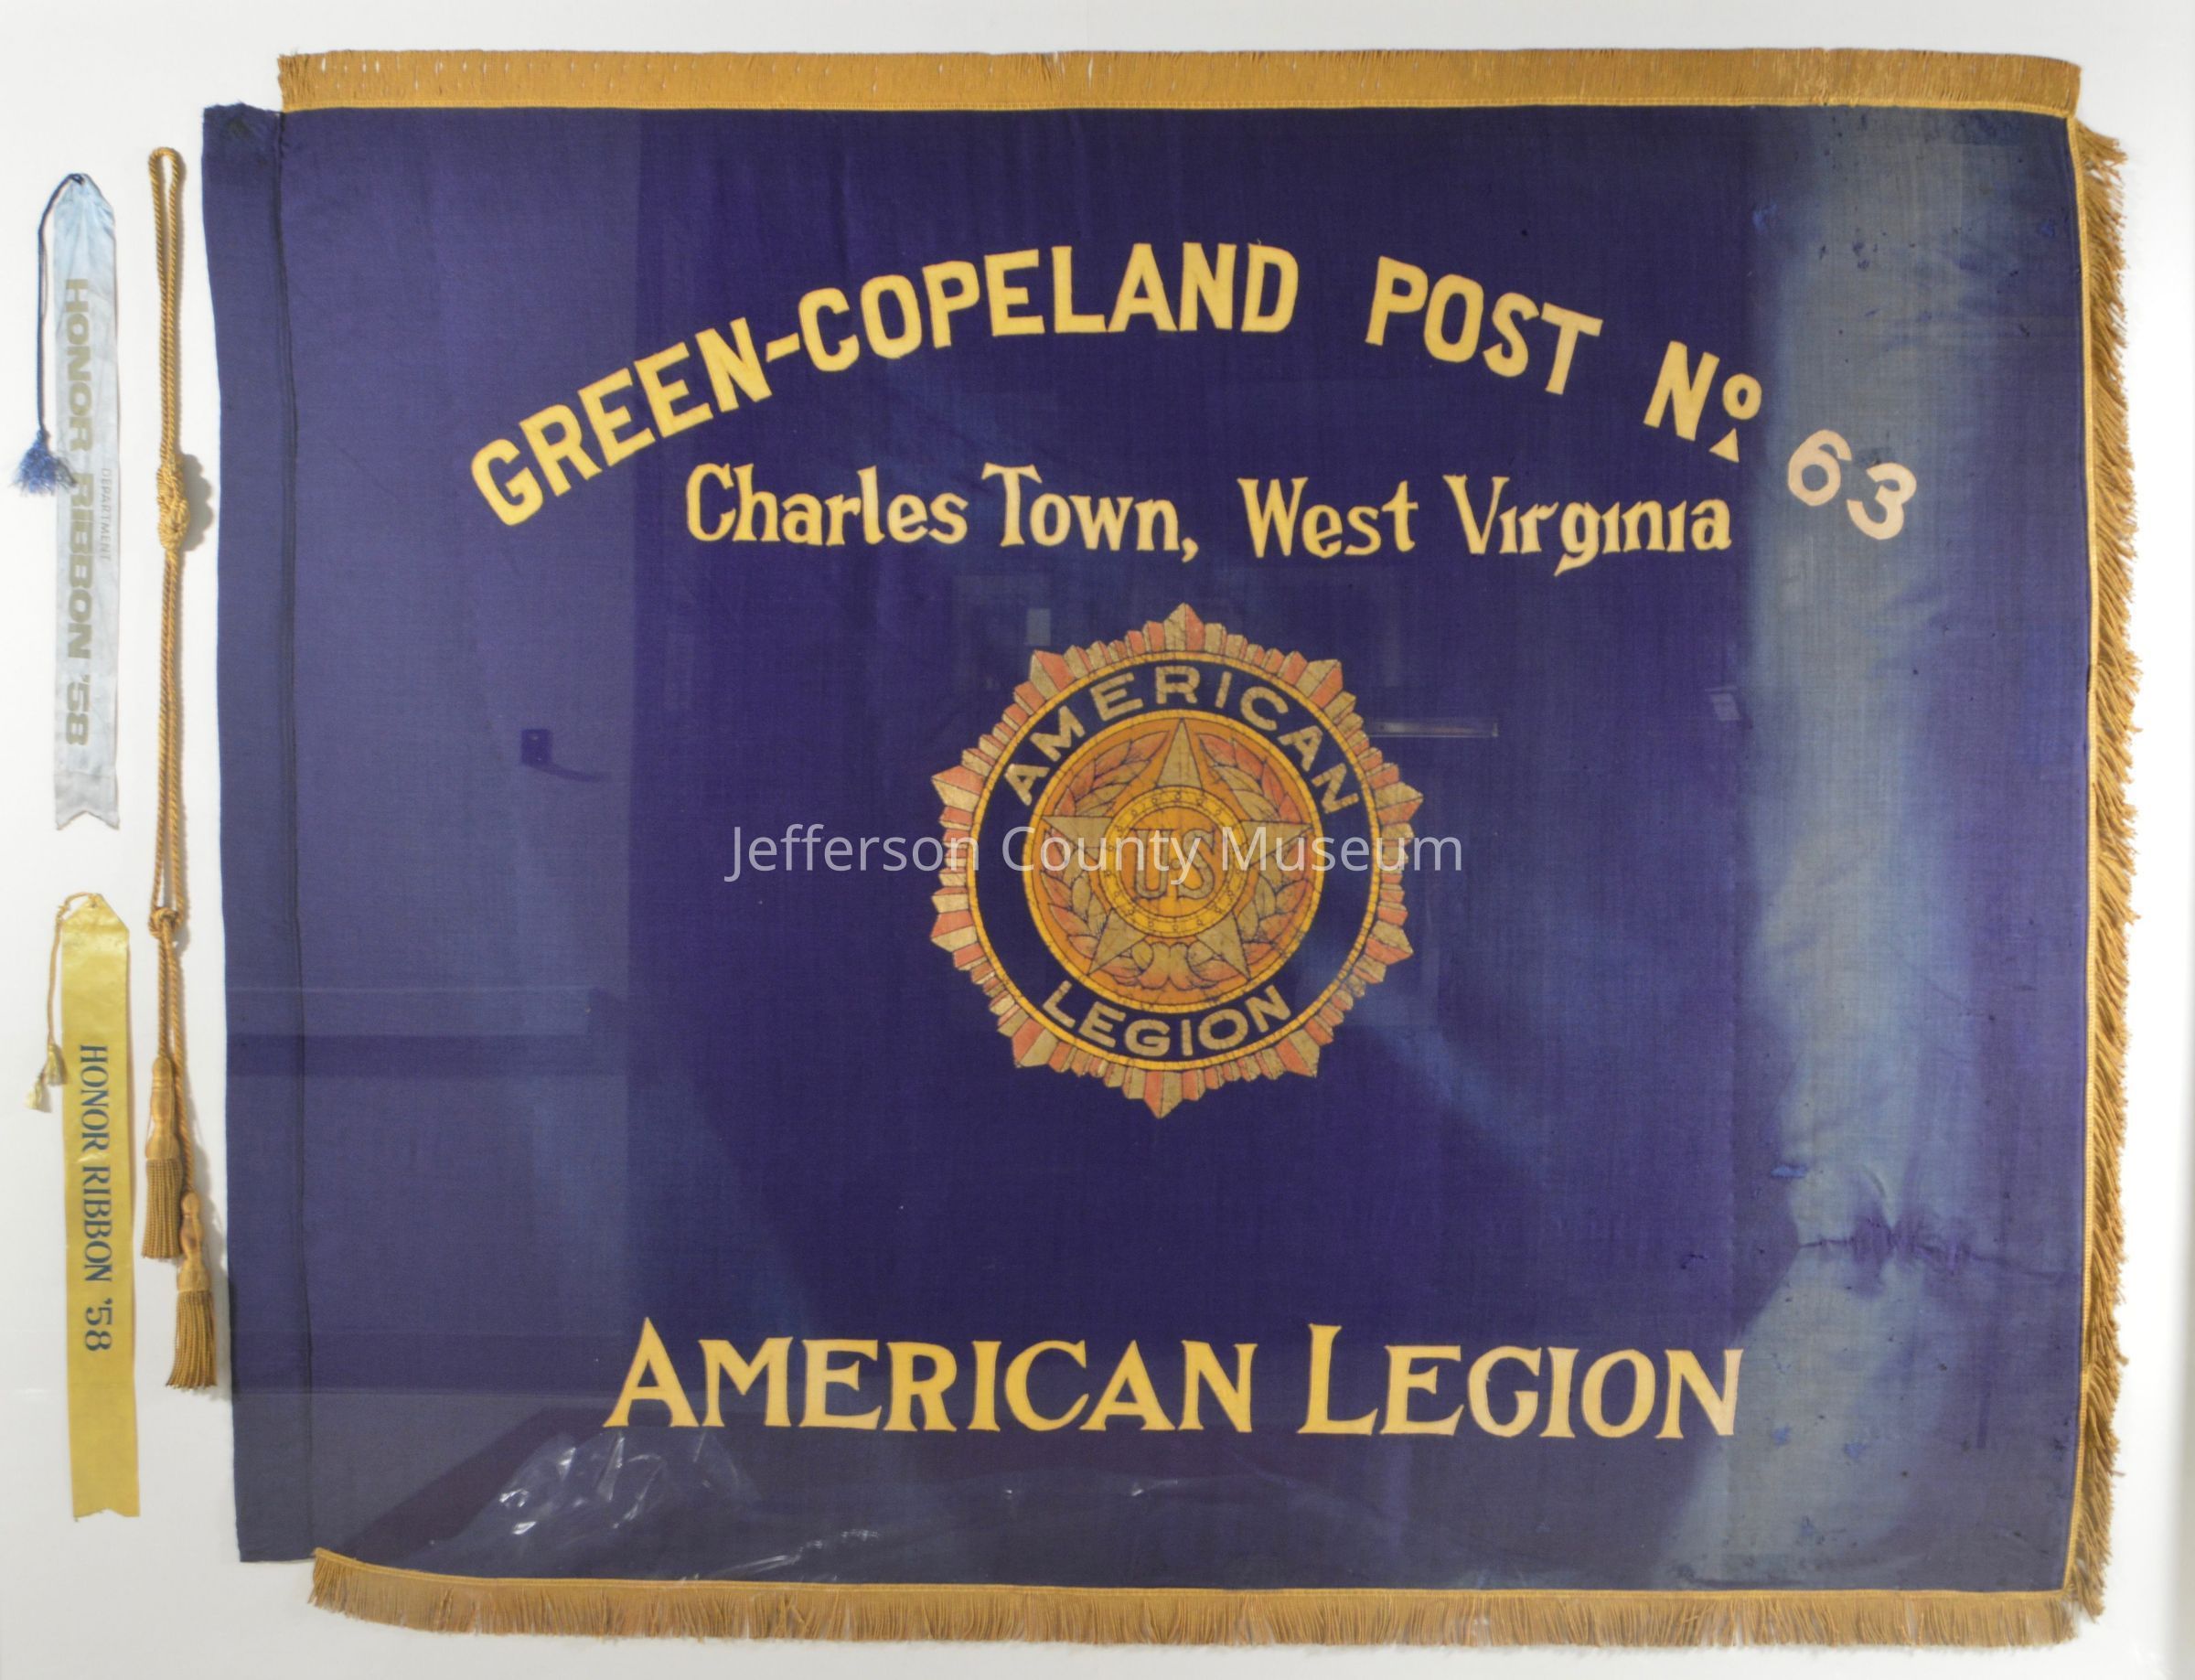 GREEN-COPELAND POST Nº 63
Charles Town, West Virginia
AMERICAN
US
LEGION
AMERICAN LEGION
DEPARTMENT
HONOR RIBBON '58
HONOR RIBBON '58
Jefferson County Museum